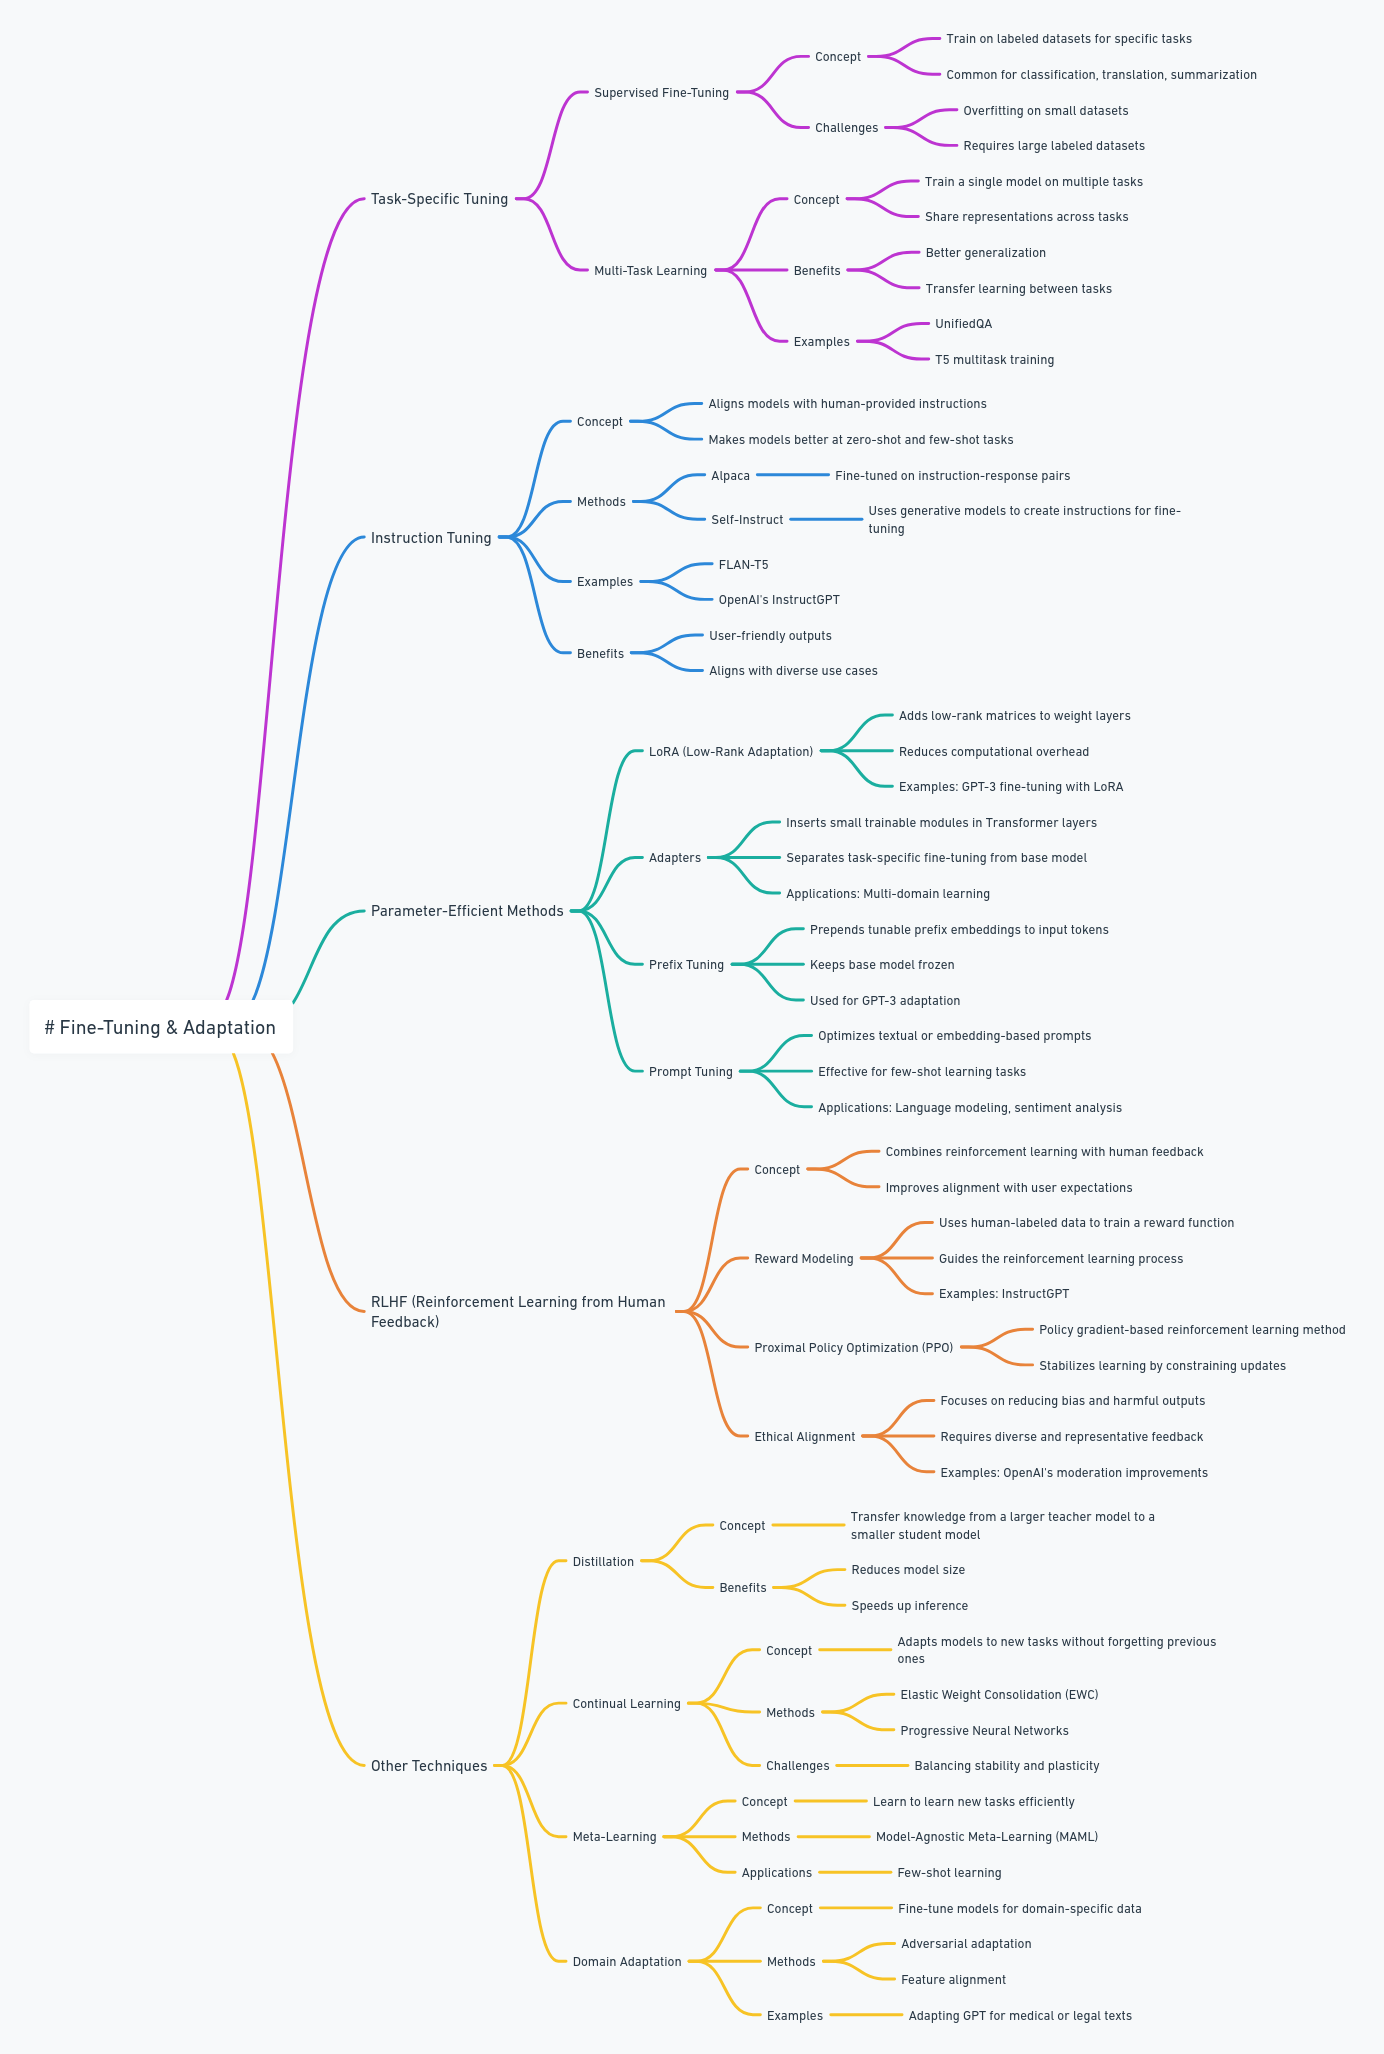 # Fine-Tuning & Adaptation
Task-Specific Tuning
Supervised Fine-Tuning
Concept
Train on labeled datasets for specific tasks
Common for classification, translation, summarization
Challenges
Overfitting on small datasets
Requires large labeled datasets
Multi-Task Learning
Concept
Train a single model on multiple tasks
Share representations across tasks
Benefits
Better generalization
Transfer learning between tasks
Examples
UnifiedQA
T5 multitask training
Instruction Tuning
Concept
Aligns models with human-provided instructions
Makes models better at zero-shot and few-shot tasks
Methods
Alpaca
Fine-tuned on instruction-response pairs
Self-Instruct
Uses generative models to create instructions for fine-
tuning
Examples
FLAN-T5
OpenAI's InstructGPT
Benefits
User-friendly outputs
Aligns with diverse use cases
Parameter-Efficient Methods
LoRA (Low-Rank Adaptation)
Adds low-rank matrices to weight layers
Reduces computational overhead
Examples: GPT-3 fine-tuning with LoRA
Adapters
Inserts small trainable modules in Transformer layers
Separates task-specific fine-tuning from base model
Applications: Multi-domain learning
Prefix Tuning
Prepends tunable prefix embeddings to input tokens
Keeps base model frozen
Used for GPT-3 adaptation
Prompt Tuning
Optimizes textual or embedding-based prompts
Effective for few-shot learning tasks
Applications: Language modeling, sentiment analysis
RLHF (Reinforcement Learning from Human
Feedback)
Concept
Combines reinforcement learning with human feedback
Improves alignment with user expectations
Reward Modeling
Uses human-labeled data to train a reward function
Guides the reinforcement learning process
Examples: InstructGPT
Proximal Policy Optimization (PPO)
Policy gradient-based reinforcement learning method
Stabilizes learning by constraining updates
Ethical Alignment
Focuses on reducing bias and harmful outputs
Requires diverse and representative feedback
Examples: OpenAI's moderation improvements
Other Techniques
Distillation
Concept
Transfer knowledge from a larger teacher model to a
smaller student model
Benefits
Reduces model size
Speeds up inference
Continual Learning
Concept
Adapts models to new tasks without forgetting previous
ones
Methods
Elastic Weight Consolidation (EWC)
Progressive Neural Networks
Challenges
Balancing stability and plasticity
Meta-Learning
Concept
Learn to learn new tasks efficiently
Methods
Model-Agnostic Meta-Learning (MAML)
Applications
Few-shot learning
Domain Adaptation
Concept
Fine-tune models for domain-specific data
Methods
Adversarial adaptation
Feature alignment
Examples
Adapting GPT for medical or legal texts